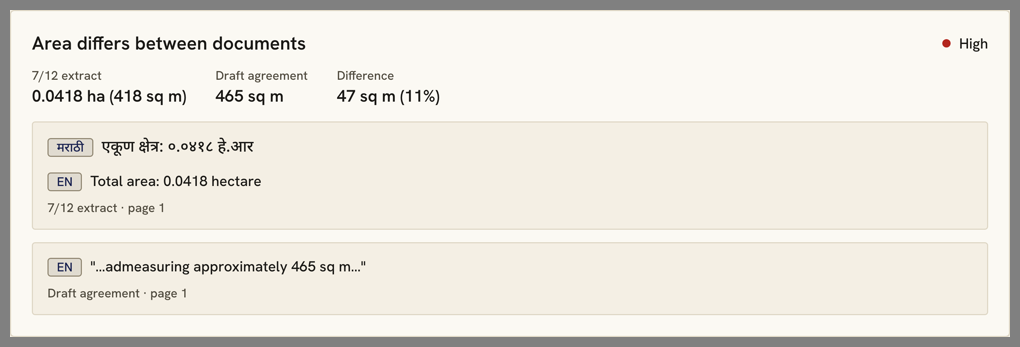 Area differs between documents
High
7/12 extract
Draft agreement
Difference
0.0418 ha (418 sq m)
465 sq m
47 sq m (11%)
मराठी एकूण क्षेत्र: ०.०४१८ हे.आर
EN Total area: 0.0418 hectare
7/12 extract · page 1
EN "...admeasuring approximately 465 sq m..."
Draft agreement · page 1